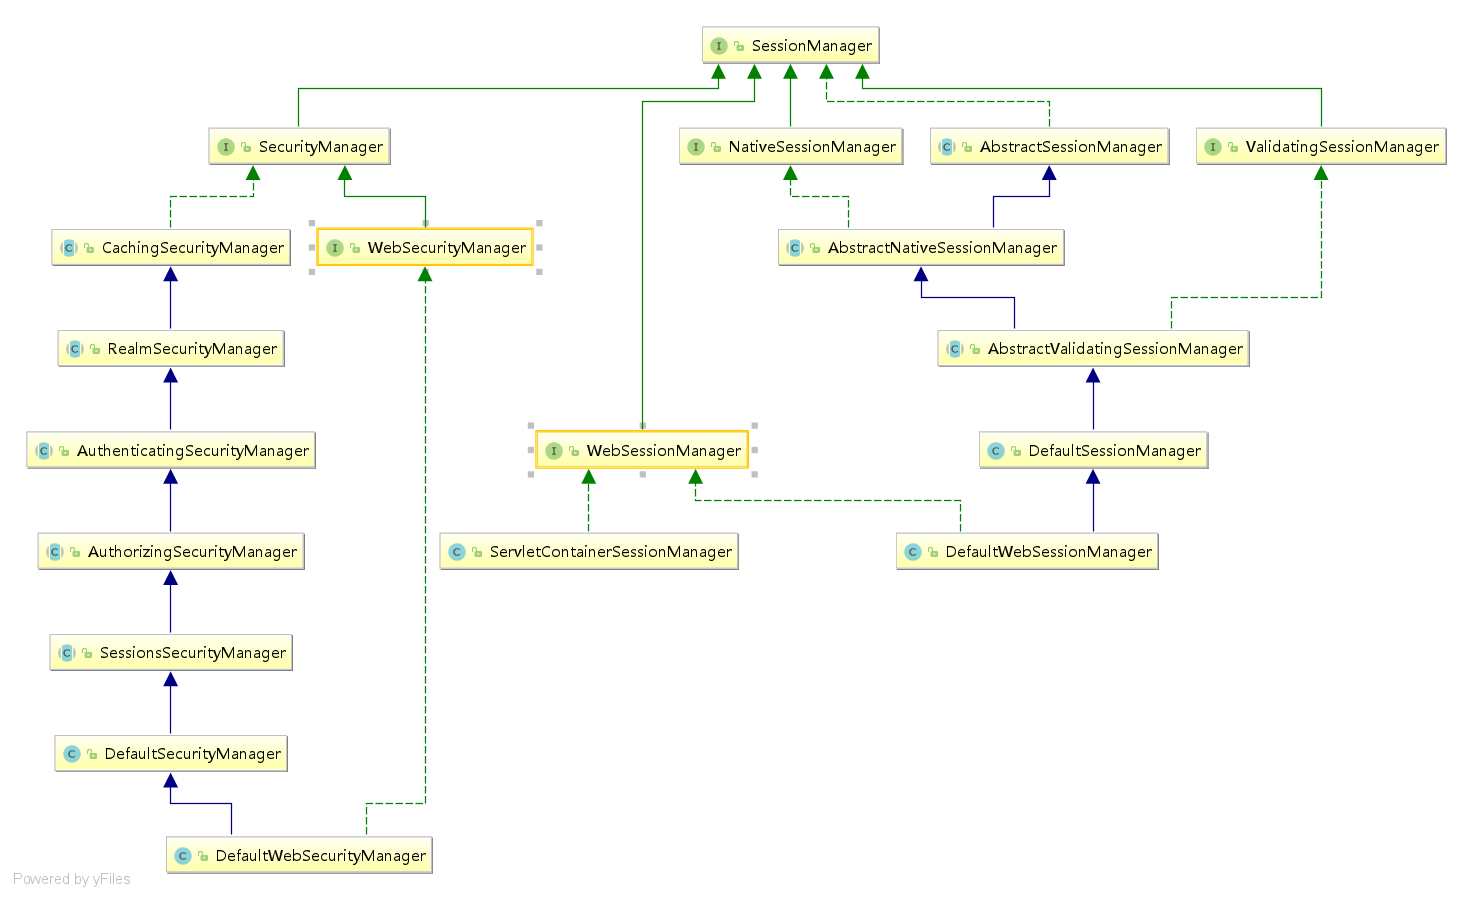 SessionManager
SecurityManager
NativeSessionManager
AbstractSessionManager
ValidatingSessionManager
CachingSecurityManager
WebSecurityManager
AbstractNativeSessionManager
RealmSecurityManager
AbstractValidatingSessionManager
AuthenticatingSecurityManager
WebSessionManager
DefaultSessionManager
AuthorizingSecurityManager
ServletContainerSessionManager
DefaultWebSessionManager
SessionsSecurityManager
DefaultSecurityManager
DefaultWebSecurityManager
Powered by yFiles